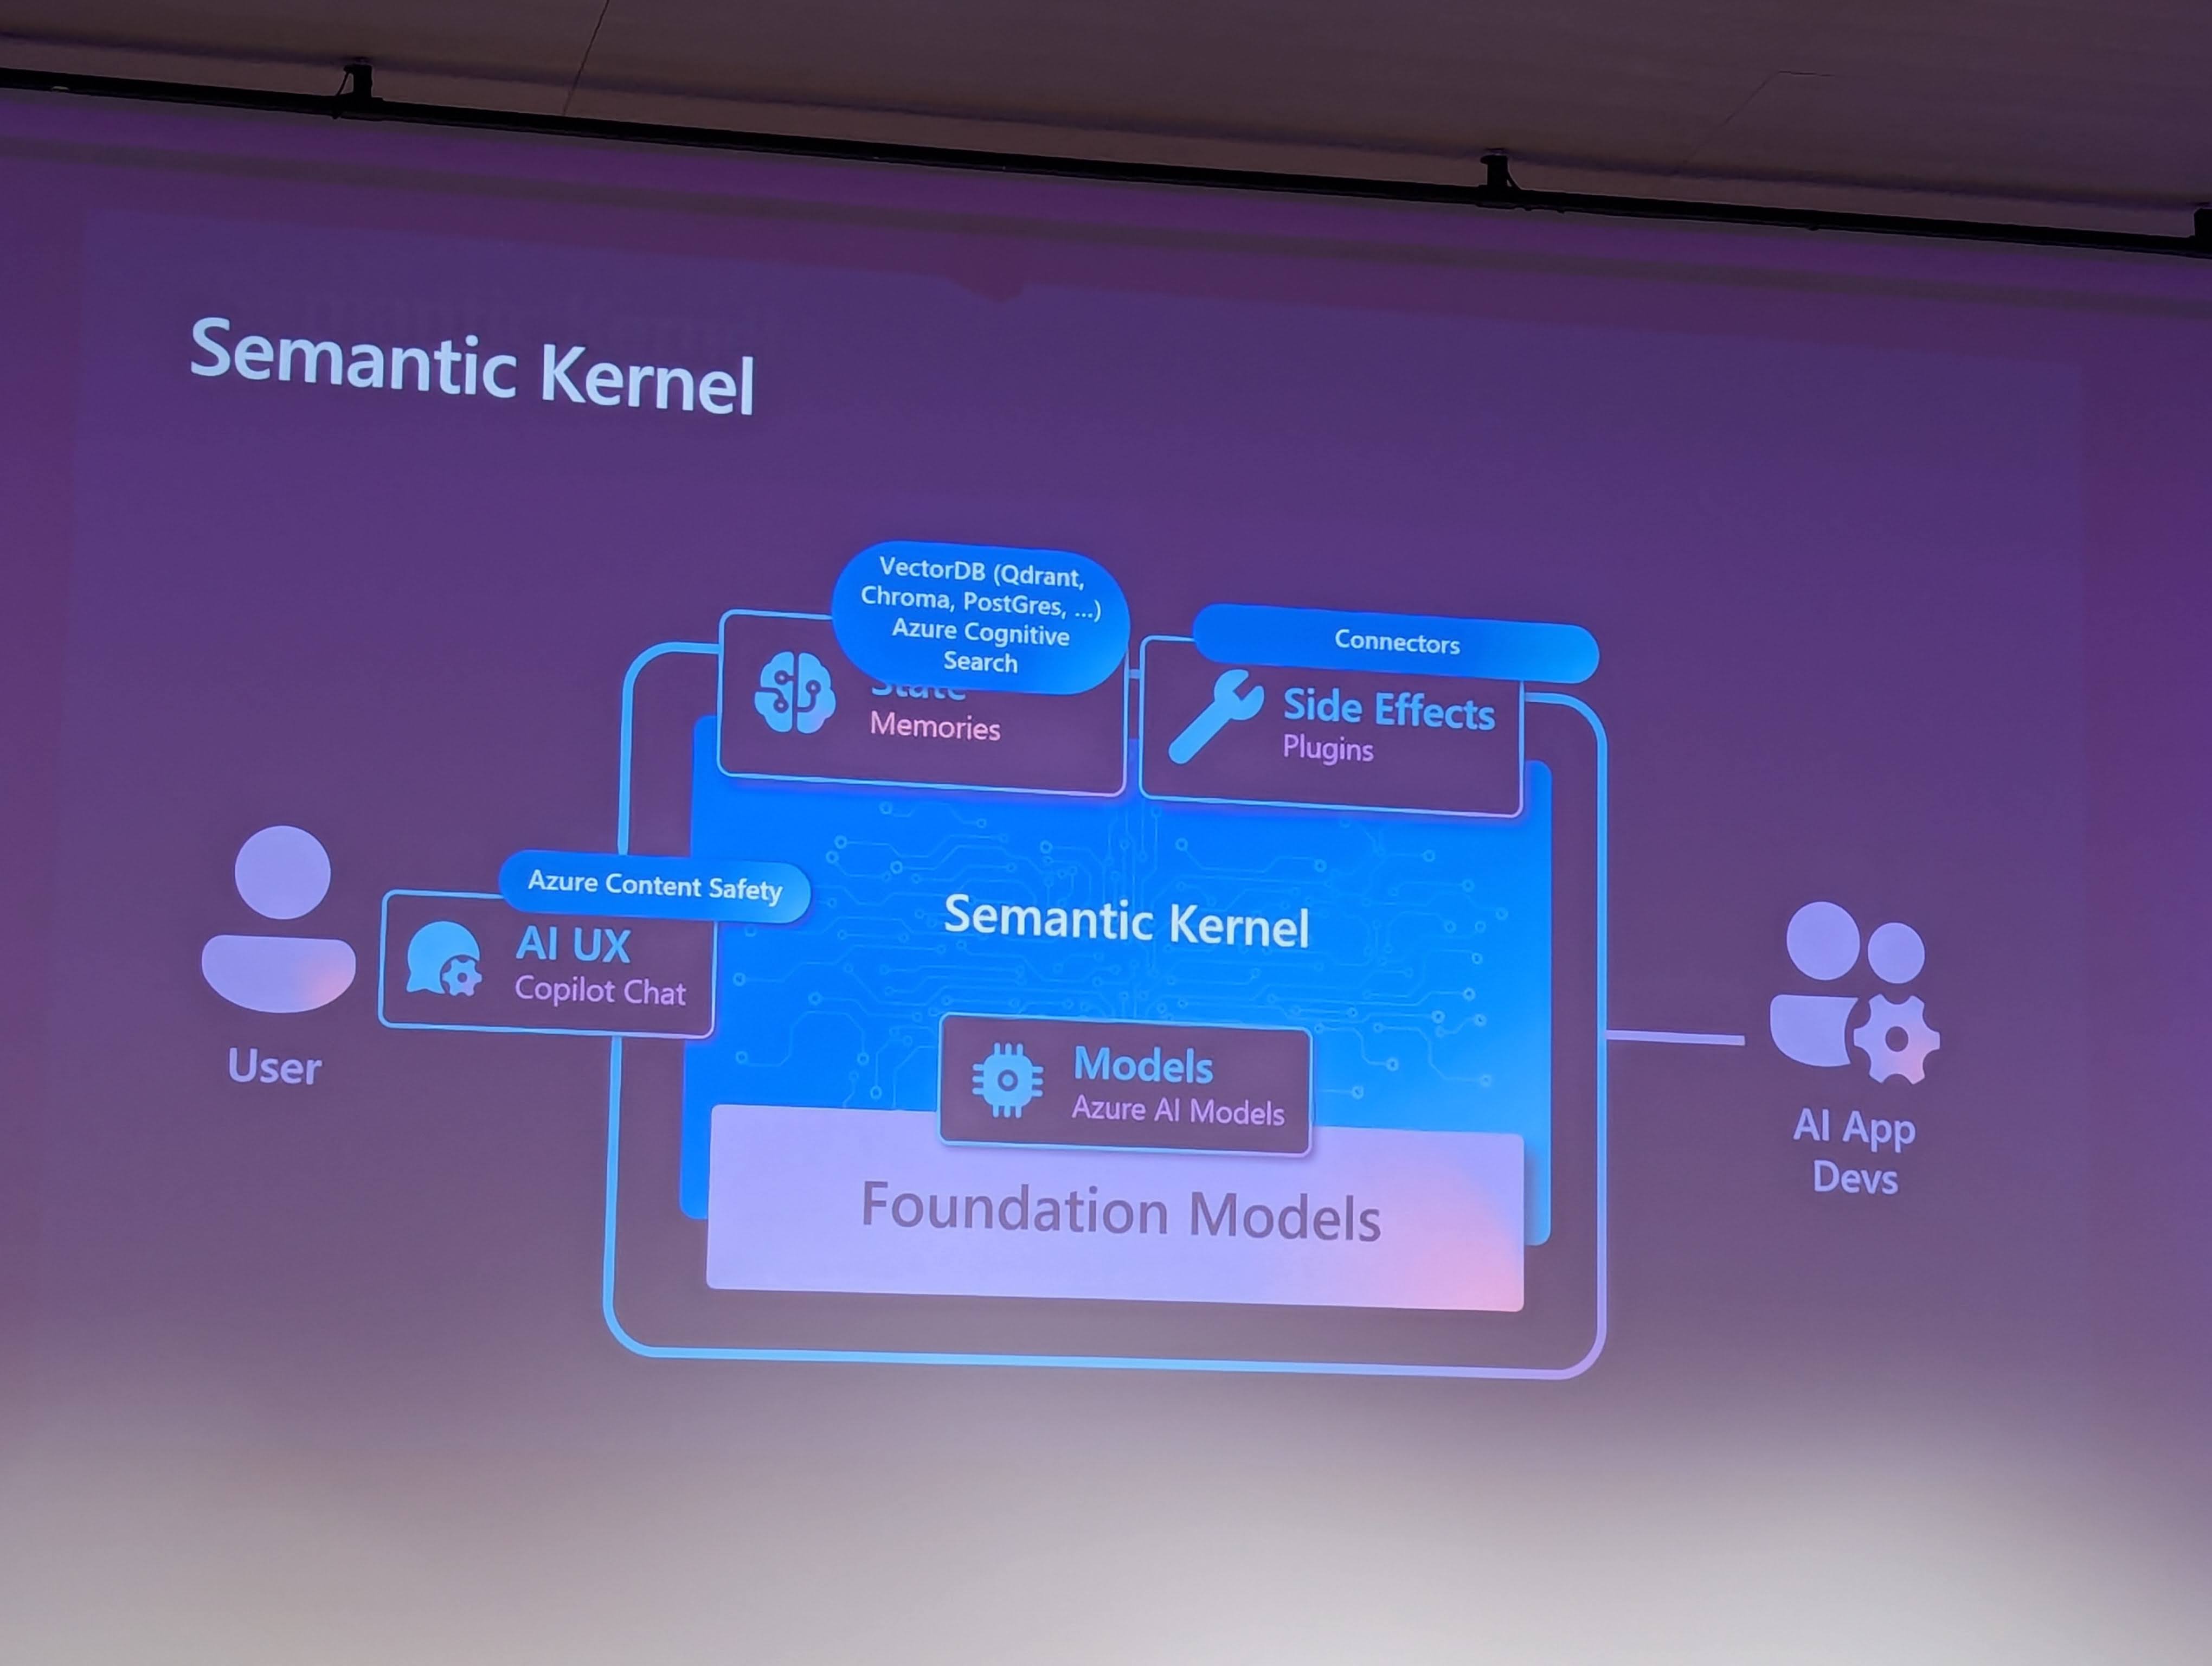 Semantic Kernel
VectorDB (Qdrant,
Chroma, PostGres, ...)
Azure Cognitive
Search
State
Memories
Connectors
Side Effects
Plugins
Azure Content Safety
AI UX
Copilot Chat
User
Semantic Kernel
Models
Azure AI Models
Foundation Models
AI App
Devs